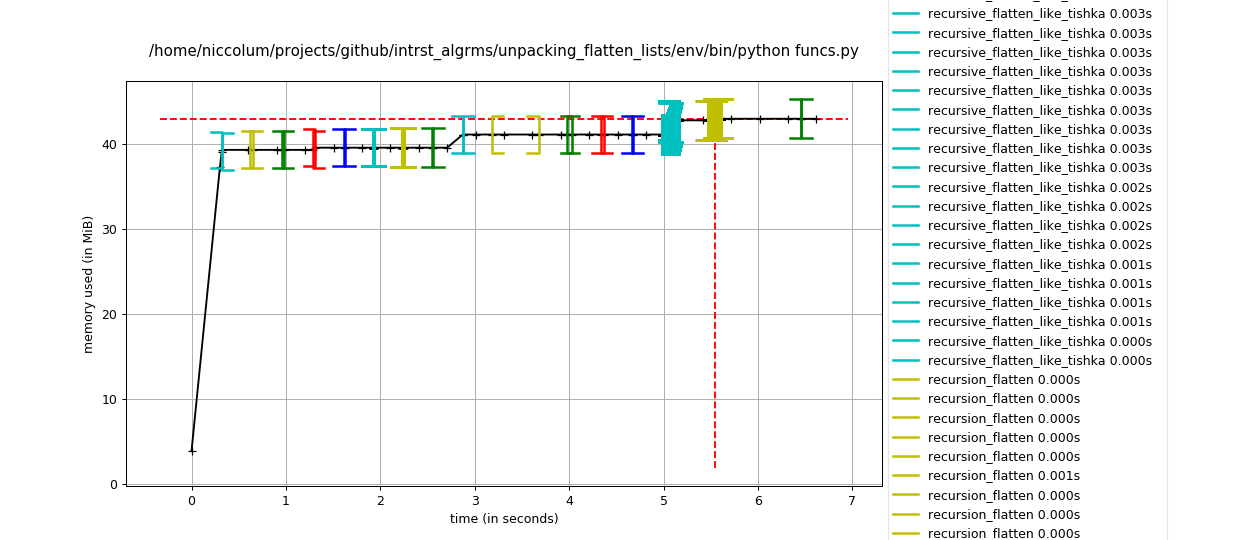 /home/niccolum/projects/github/intrst_algrms/unpacking_flatten_lists/env/bin/python funcs.py
memory used (in MiB)
40
30
20
10
0
0 1 2 3 4 5 6 7
time (in seconds)
recursive_flatten_like_tishka 0.003s
recursive_flatten_like_tishka 0.003s
recursive_flatten_like_tishka 0.003s
recursive_flatten_like_tishka 0.003s
recursive_flatten_like_tishka 0.003s
recursive_flatten_like_tishka 0.003s
recursive_flatten_like_tishka 0.003s
recursive_flatten_like_tishka 0.003s
recursive_flatten_like_tishka 0.003s
recursive_flatten_like_tishka 0.002s
recursive_flatten_like_tishka 0.002s
recursive_flatten_like_tishka 0.002s
recursive_flatten_like_tishka 0.002s
recursive_flatten_like_tishka 0.001s
recursive_flatten_like_tishka 0.001s
recursive_flatten_like_tishka 0.001s
recursive_flatten_like_tishka 0.001s
recursive_flatten_like_tishka 0.000s
recursive_flatten_like_tishka 0.000s
recursion_flatten 0.000s
recursion_flatten 0.000s
recursion_flatten 0.000s
recursion_flatten 0.000s
recursion_flatten 0.000s
recursion_flatten 0.001s
recursion_flatten 0.000s
recursion_flatten 0.000s
recursion_flatten 0.000s